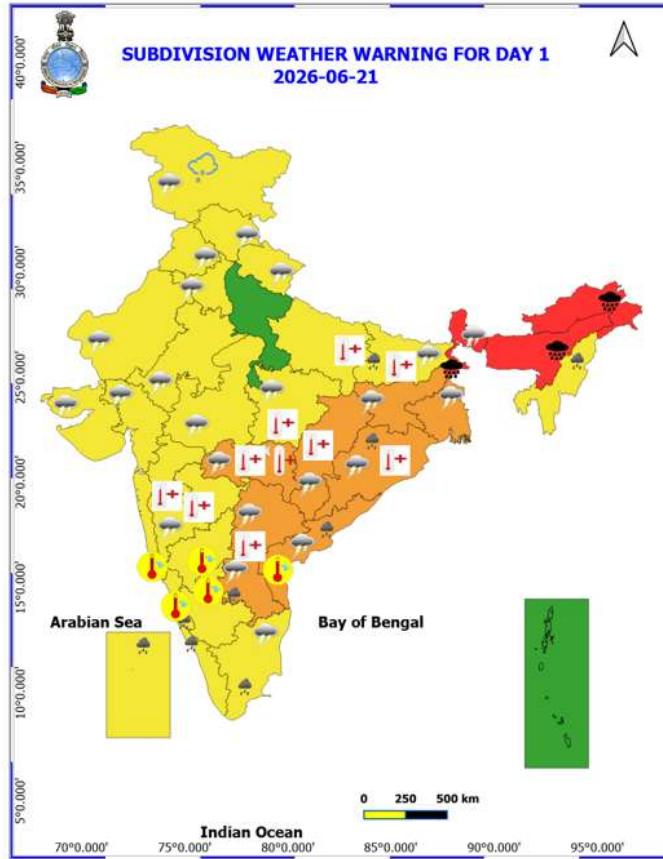 SUBDIVISION WEATHER WARNING FOR DAY 1
2026-06-21
40°0.000'
35°0.000'
30°0.000'
25°0.000'
20°0.000'
15°0.000'
10°0.000'
5°0.000'
Arabian Sea
Bay of Bengal
0 250 500 km
Indian Ocean
70°0.000' 75°0.000' 80°0.000' 85°0.000' 90°0.000' 95°0.000'